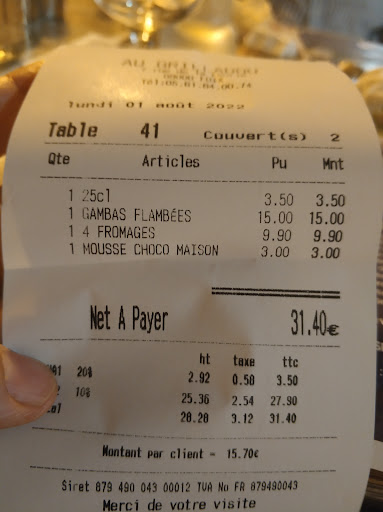 AU GRILLADOU
lundi 01 août 2022
Table 41 Couvert(s) 2
Qte Articles Pu Mnt
1 25cl 3.50 3.50
1 GAMBAS FLAMBÉES 15.00 15.00
1 4 FROMAGES 9.90 9.90
1 MOUSSE CHOCO MAISON 3.00 3.00
Net A Payer 31.40€
ht taxe ttc
20% 2.92 0.58 3.50
10% 25.36 2.54 27.90
28.28 3.12 31.40
Montant par client = 15.70€
Siret 879 490 043 00012 TVA No FR 879490043
Merci de votre visite